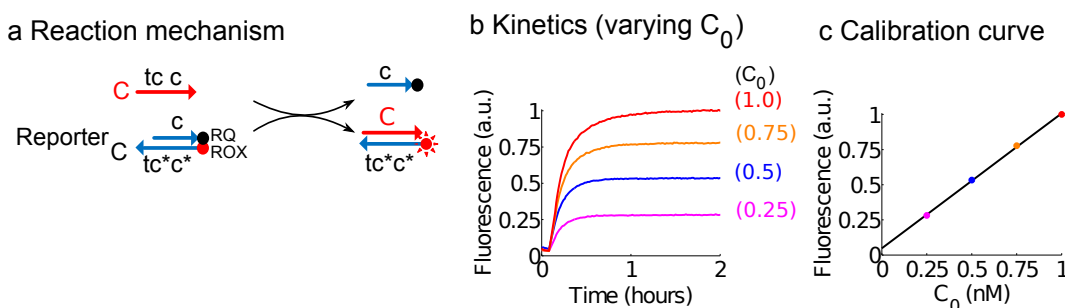 a Reaction mechanism
C tc c
Reporter C
c
RQ
ROX
tc*c*
c
C
tc*c*
b Kinetics (varying C₀)
(C₀)
(1.0)
(0.75)
(0.5)
(0.25)
Fluorescence (a.u.)
1
0.75
0.5
0.25
0
0 1 2
Time (hours)
c Calibration curve
Fluorescence (a.u.)
1
0.75
0.5
0.25
0
0 0.25 0.5 0.75 1
C₀ (nM)